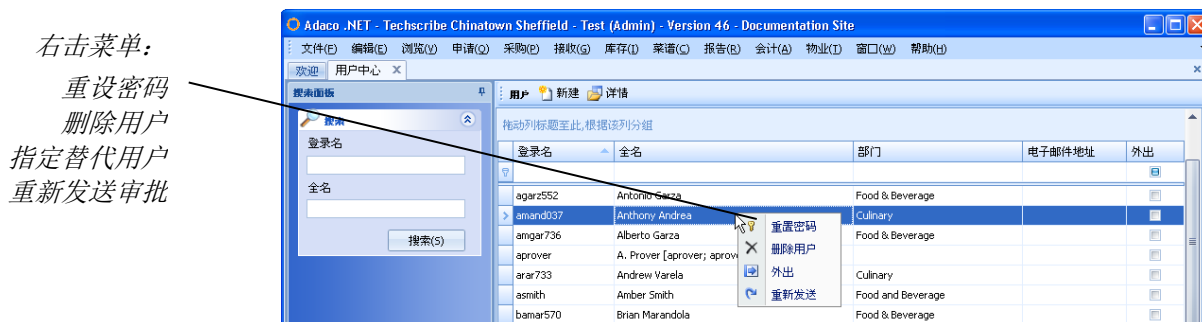 右击菜单：
重设密码
删除用户
指定替代用户
重新发送审批
Adaco .NET - Techscribe Chinatown Sheffield - Test (Admin) - Version 46 - Documentation Site
文件(F) 编辑(E) 浏览(V) 申请(Q) 采购(P) 接收(G) 库存(I) 菜谱(C) 报告(R) 会计(A) 物业(T) 窗口(W) 帮助(H)
欢迎 用户中心 X
搜索面板
用户 新建 详情
搜索
拖动列标题至此,根据该列分组
登录名
全名
搜索(S)
登录名 全名 部门 电子邮件地址 外出
agarz552 Antonio Garza Food & Beverage
amand037 Anthony Andrea Culinary
amgar736 Alberto Garza Food & Beverage
aprover A. Prover [aprover; aprov
arar733 Andrew Varela Culinary
asmith Amber Smith Food and Beverage
bamar570 Brian Marandola Food & Beverage
重置密码
删除用户
外出
重新发送